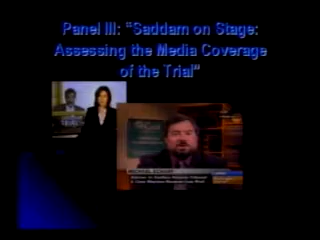 Panel III: "Saddam on Stage:
Assessing the Media Coverage
of the Trial"
MICHAEL SCHARF